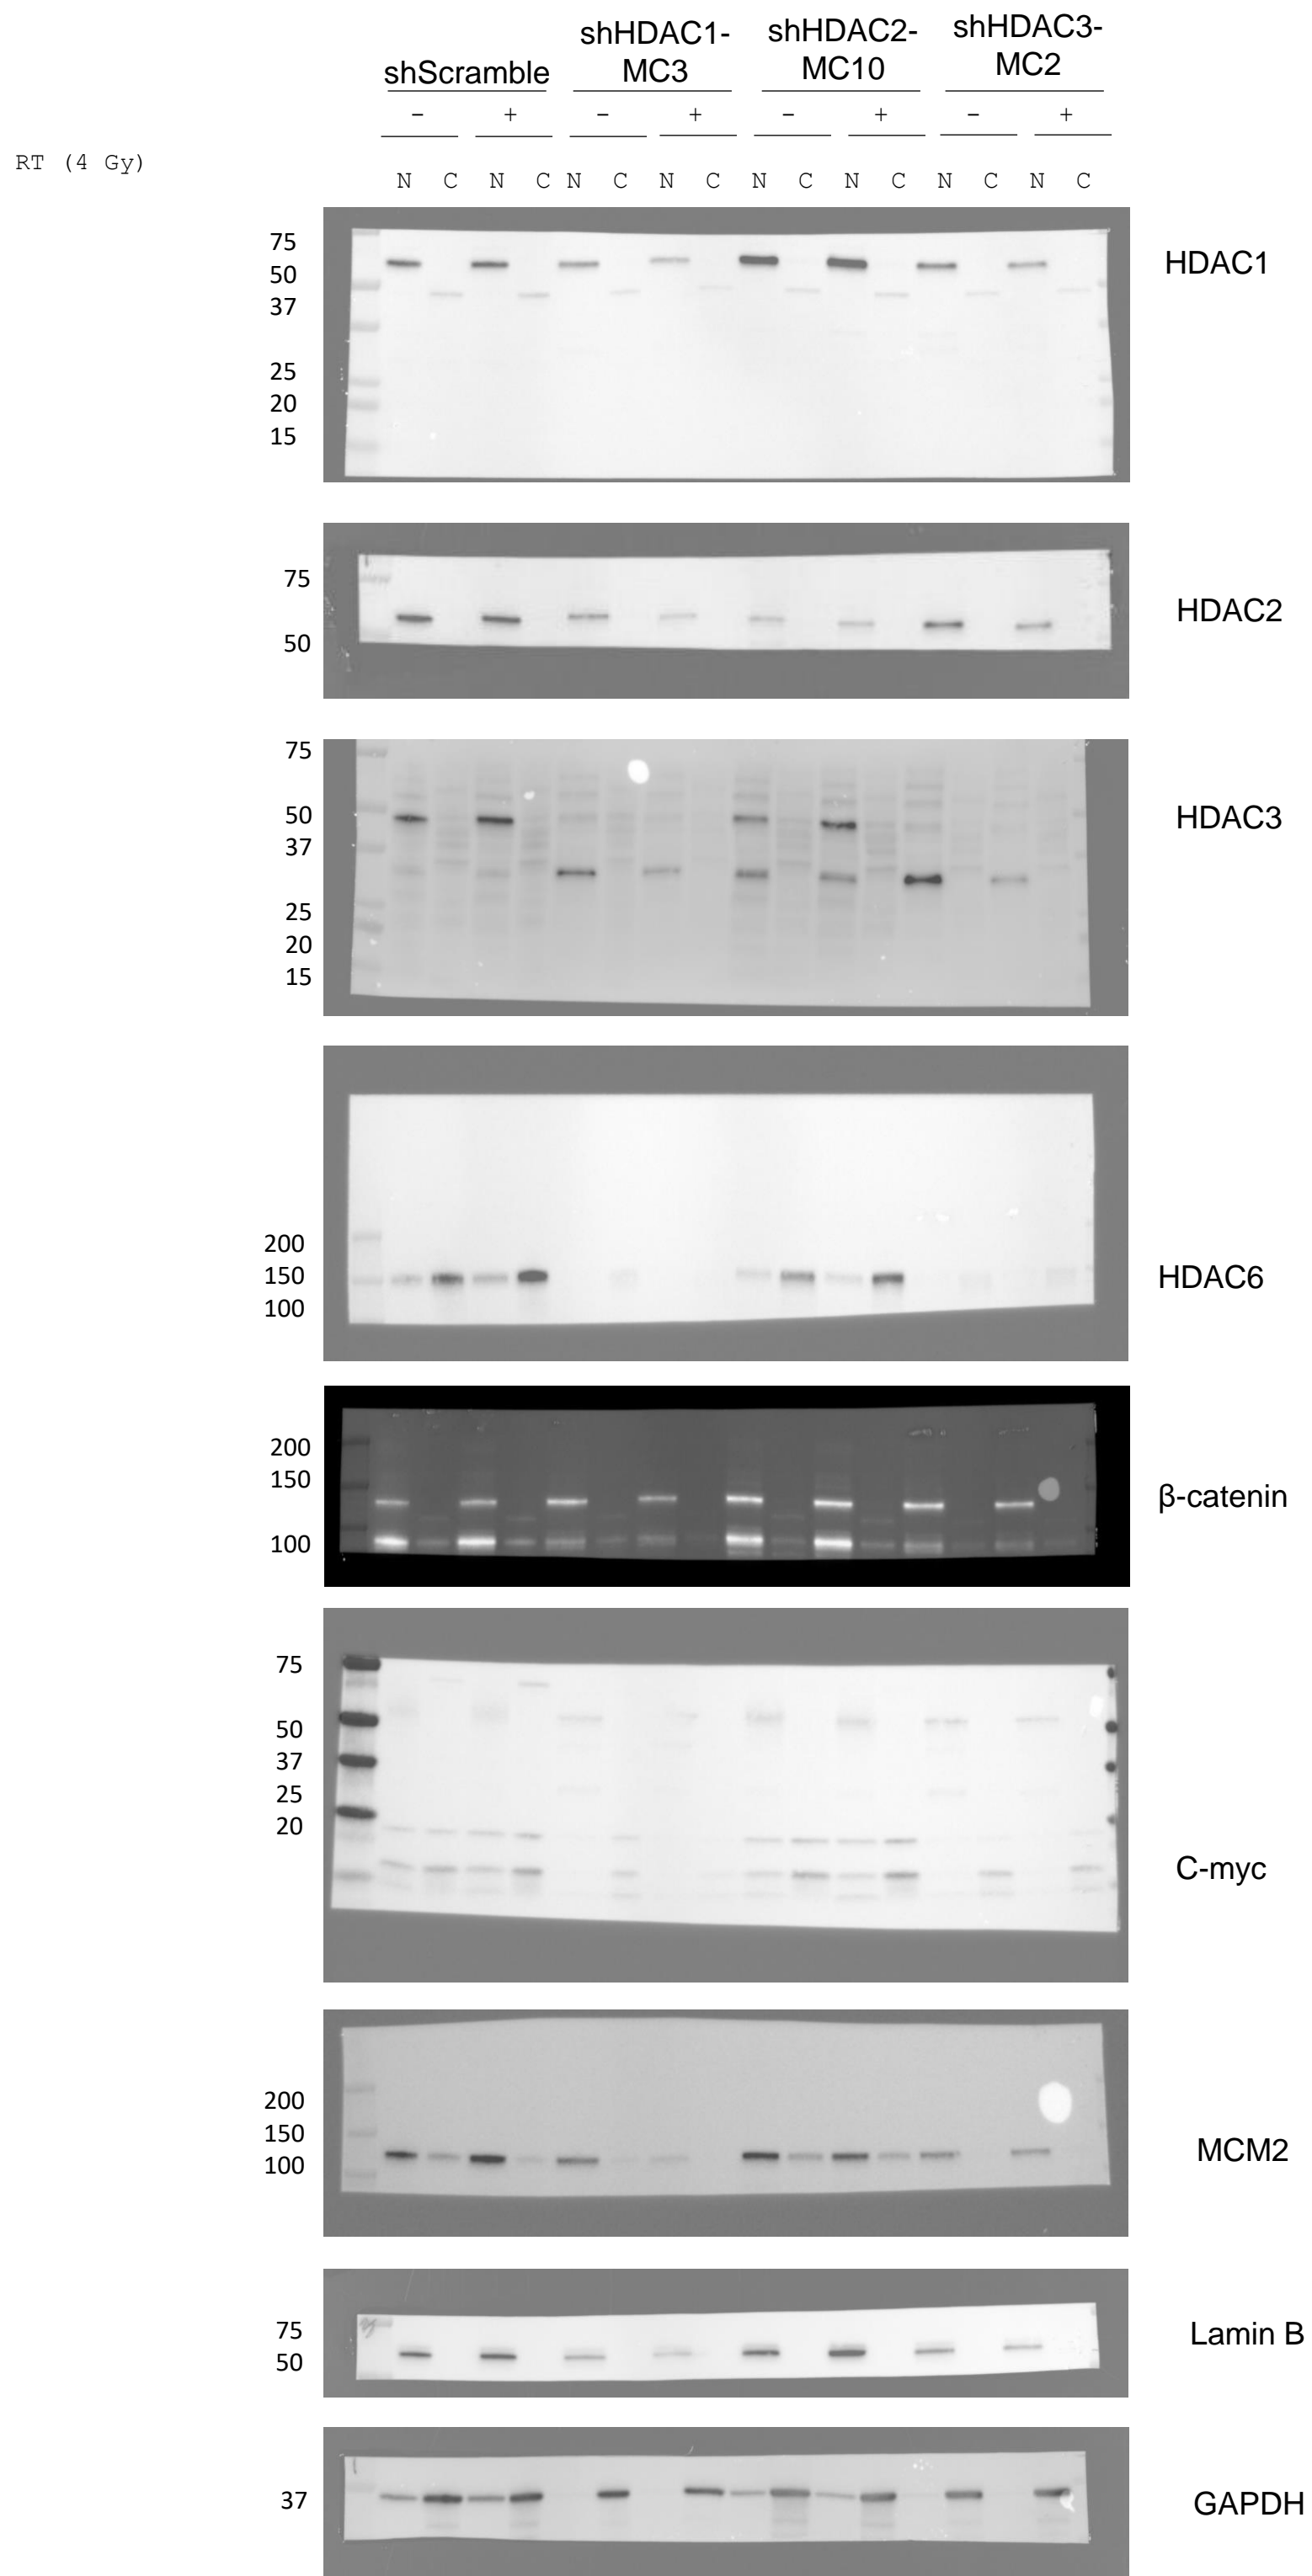 shScramble
shHDAC1-
MC3
shHDAC2-
MC10
shHDAC3-
MC2
− + − + − + − +
RT (4 Gy)
N C N C N C N C N C N C N C N C
75
50
37
25
20
15
HDAC1
75
50
HDAC2
75
50
37
25
20
15
HDAC3
200
150
100
HDAC6
200
150
100
β-catenin
75
50
37
25
20
C-myc
200
150
100
MCM2
75
50
Lamin B
37
GAPDH